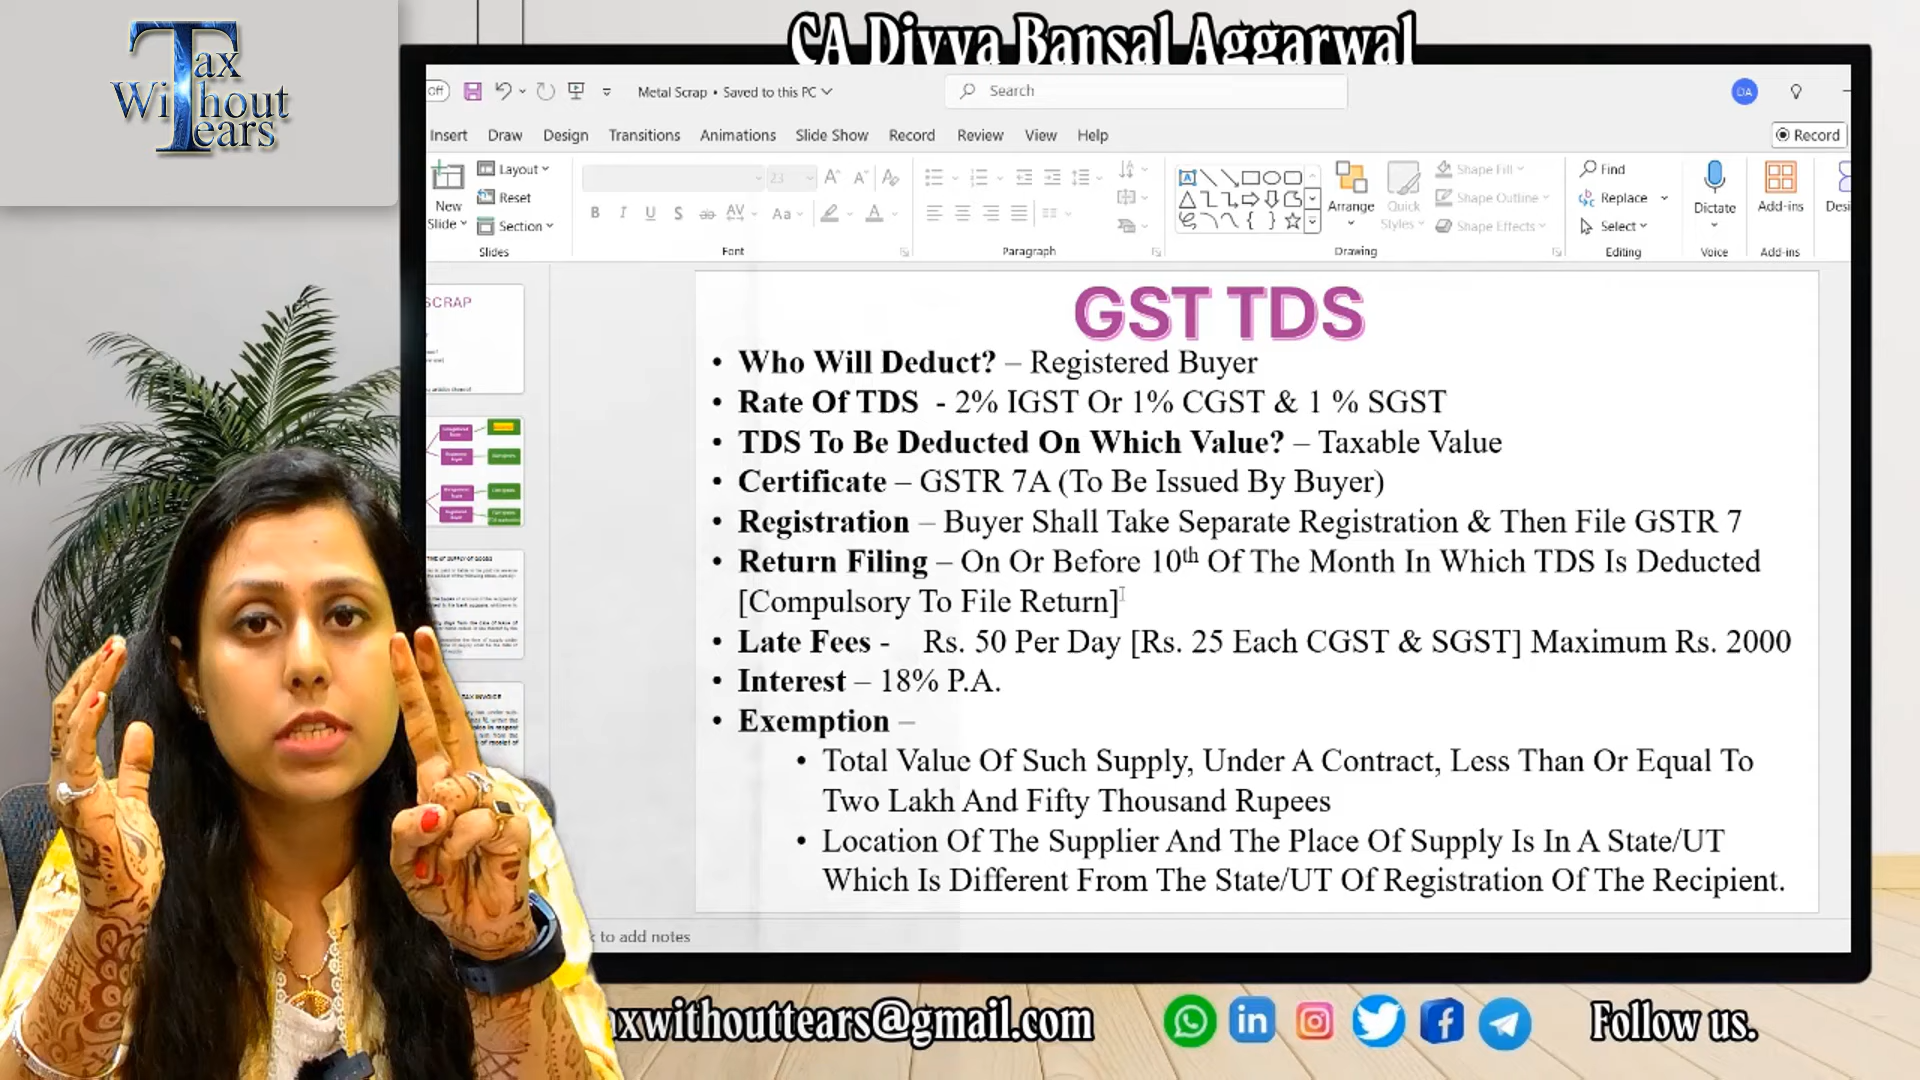 Tax
Without
Tears
CA Divya Bansal Aggarwal
Off
Metal Scrap • Saved to this PC
Search
DA
Insert Draw Design Transitions Animations Slide Show Record Review View Help
Record
New
Slide
Layout
Reset
Section
Slides
23
Font
Paragraph
Arrange
Quick
Styles
Shape Fill
Shape Outline
Shape Effects
Drawing
Find
Replace
Select
Editing
Dictate
Voice
Add-ins
Add-ins
SCRAP
GST TDS
• Who Will Deduct? – Registered Buyer
• Rate Of TDS - 2% IGST Or 1% CGST & 1 % SGST
• TDS To Be Deducted On Which Value? – Taxable Value
• Certificate – GSTR 7A (To Be Issued By Buyer)
• Registration – Buyer Shall Take Separate Registration & Then File GSTR 7
• Return Filing – On Or Before 10th Of The Month In Which TDS Is Deducted
[Compulsory To File Return]
• Late Fees - Rs. 50 Per Day [Rs. 25 Each CGST & SGST] Maximum Rs. 2000
• Interest – 18% P.A.
• Exemption –
• Total Value Of Such Supply, Under A Contract, Less Than Or Equal To
Two Lakh And Fifty Thousand Rupees
• Location Of The Supplier And The Place Of Supply Is In A State/UT
Which Is Different From The State/UT Of Registration Of The Recipient.
to add notes
axwithouttears@gmail.com
Follow us.